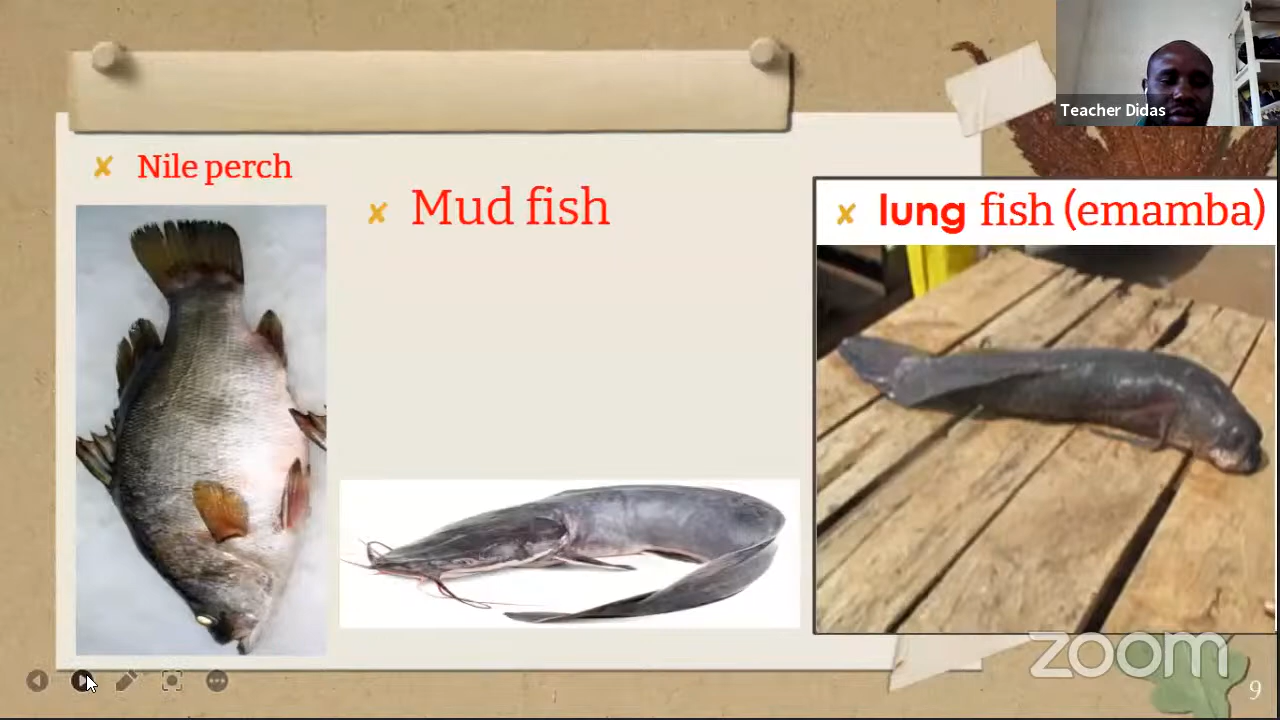 Teacher Didas
Nile perch
Mud fish
lung fish (emamba)
zoom
9